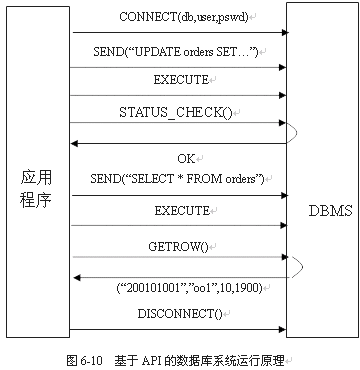 CONNECT(db,user,pswd)
SEND(“UPDATE orders SET…”)
EXECUTE
STATUS_CHECK()
OK
应用
程序
SEND(“SELECT * FROM orders”)
EXECUTE
DBMS
GETROW()
(“200101001”,”oo1”,10,1900)
DISCONNECT()
图 6-10 基于 API 的数据库系统运行原理